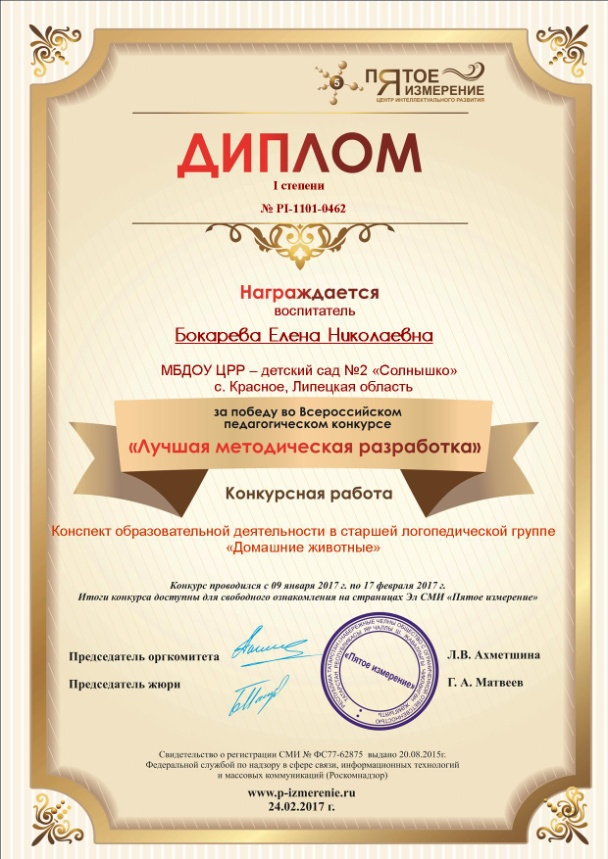 5
ПЯТОЕ
ИЗМЕРЕНИЕ
ЦЕНТР ИНТЕЛЛЕКТУАЛЬНОГО РАЗВИТИЯ
ДИПЛОМ
I степени
№ PI-1101-0462
Награждается
воспитатель
Бокарева Елена Николаевна
МБДОУ ЦРР – детский сад №2 «Солнышко»
с. Красное, Липецкая область
за победу во Всероссийском
педагогическом конкурсе
«Лучшая методическая разработка»
Конкурсная работа
Конспект образовательной деятельности в старшей логопедической группе
«Домашние животные»
Конкурс проводился с 09 января 2017 г. по 17 февраля 2017 г.
Итоги конкурса доступны для свободного ознакомления на страницах Эл СМИ «Пятое измерение»
Председатель оргкомитета
Л.В. Ахметшина
Председатель жюри
Г. А. Матвеев
«Пятое измерение»
Свидетельство о регистрации СМИ № ФС77-62875 выдано 20.08.2015г.
Федеральной службой по надзору в сфере связи, информационных технологий
и массовых коммуникаций (Роскомнадзор)
www.p-izmerenie.ru
24.02.2017 г.